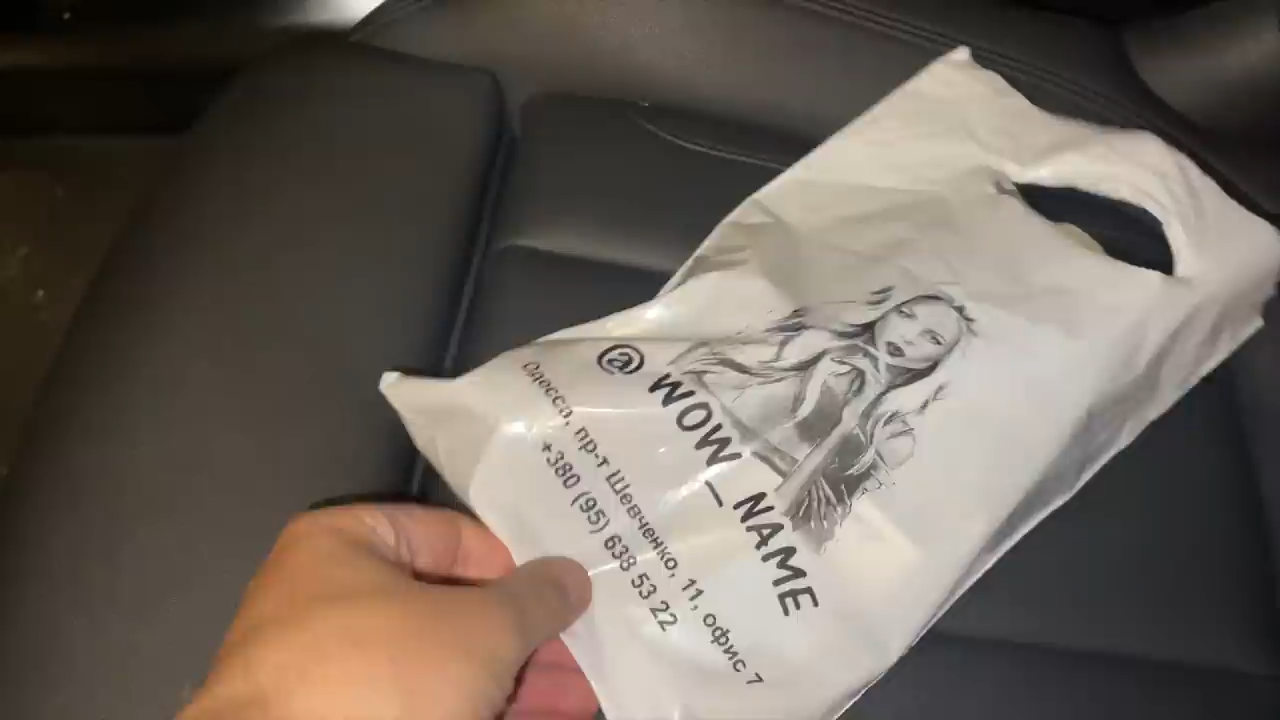 @WOW_NAME
Одесса, пр-т Шевченко, 11, офис 7
+380 (95) 638 53 22